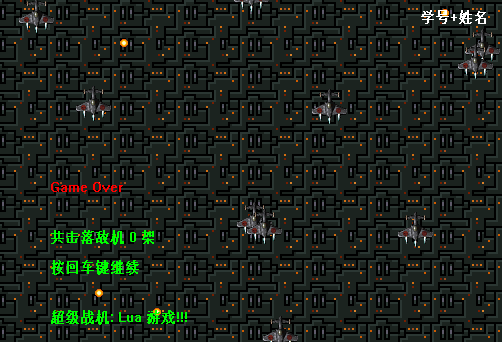 学号+姓名
Game Over
共击落敌机 0 架
按回车键继续
超级战机: Lua 游戏!!!